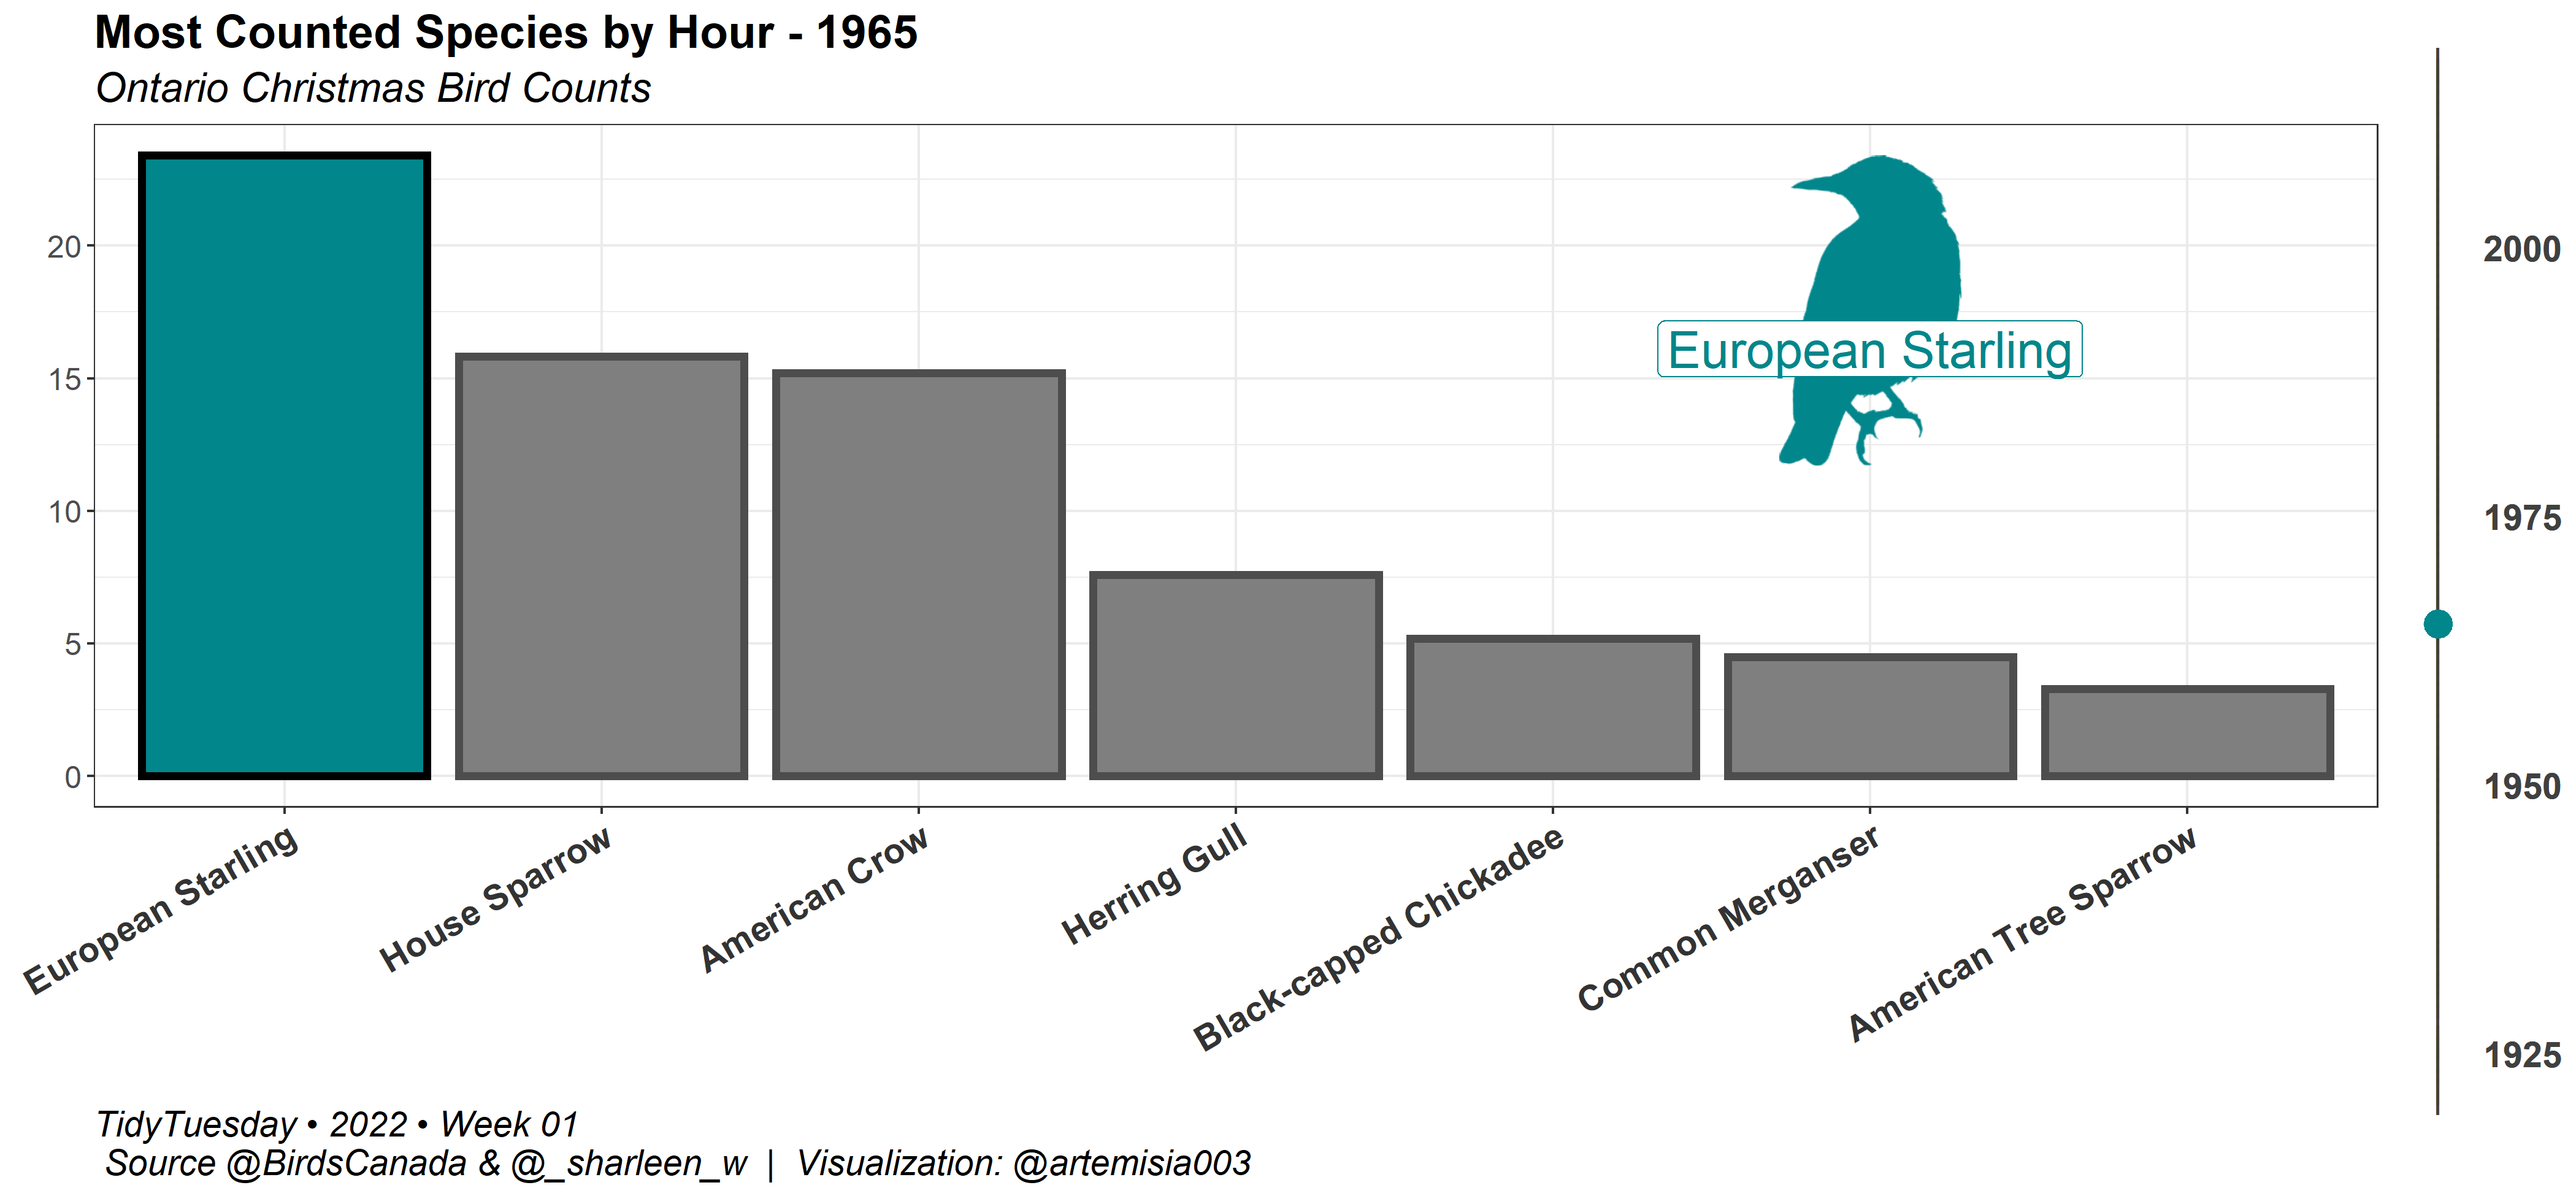 Most Counted Species by Hour - 1965
Ontario Christmas Bird Counts
20
15
10
5
0
European Starling
European Starling
House Sparrow
American Crow
Herring Gull
Black-capped Chickadee
Common Merganser
American Tree Sparrow
2000
1975
1950
1925
TidyTuesday • 2022 • Week 01
Source @BirdsCanada & @_sharleen_w | Visualization: @artemisia003